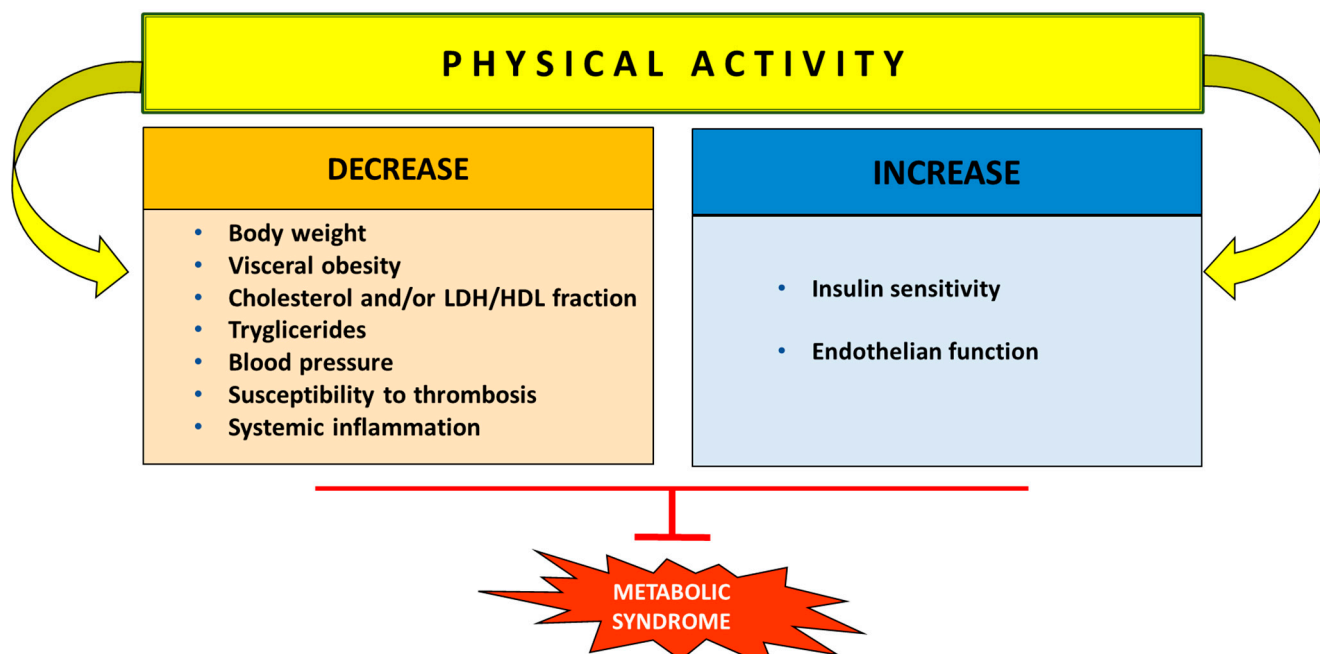 PHYSICAL ACTIVITY
DECREASE
• Body weight
• Visceral obesity
• Cholesterol and/or LDH/HDL fraction
• Tryglicerides
• Blood pressure
• Susceptibility to thrombosis
• Systemic inflammation
INCREASE
• Insulin sensitivity
• Endothelian function
METABOLIC
SYNDROME